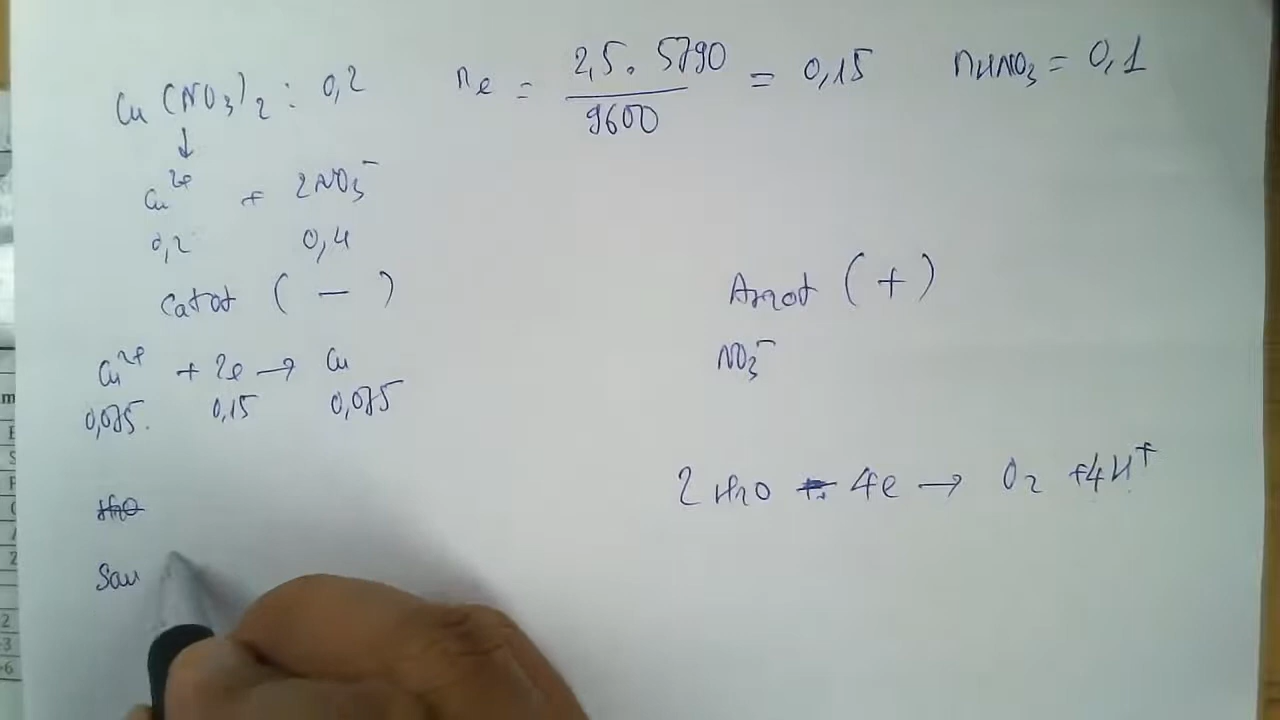 Cu(NO3)2 : 0,2
ne = 2,5 . 5790 / 9600 = 0,15
nHNO3 = 0,1
↓
Cu2+ + 2NO3-
0,2 0,4
Catot ( - )
Anot ( + )
Cu2+ + 2e → Cu
0,075. 0,15 0,075
NO3-
2H2O - 4e → O2 + 4H+
H2O
Sau